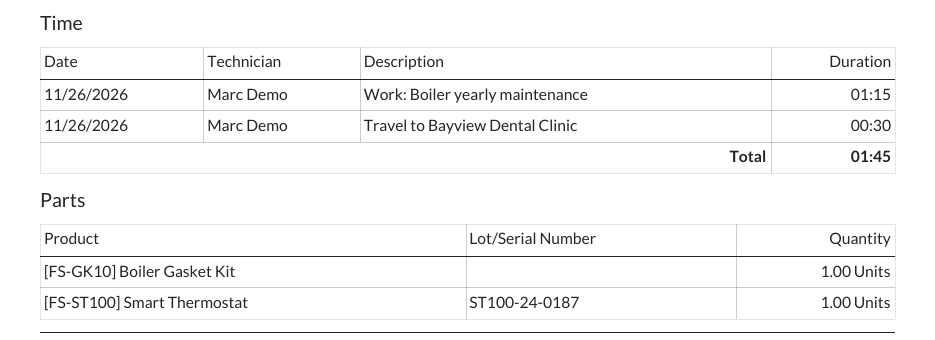 Time
Date Technician Description Duration
11/26/2026 Marc Demo Work: Boiler yearly maintenance 01:15
11/26/2026 Marc Demo Travel to Bayview Dental Clinic 00:30
Total 01:45
Parts
Product Lot/Serial Number Quantity
[FS-GK10] Boiler Gasket Kit 1.00 Units
[FS-ST100] Smart Thermostat ST100-24-0187 1.00 Units